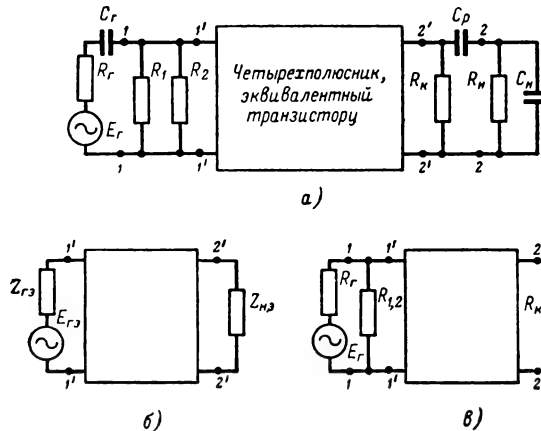 Cг 1 1' 2' Cр 2
Rг R1 R2 Четырехполюсник, эквивалентный транзистору Rк Rн Cн
Eг
1 1' 2' 2
а)
1' 2' 1 1' 2
Zгэ Zн.э Rг R1,2 Rк
Eгэ Eг
1' 2' 1 1' 2
б) в)